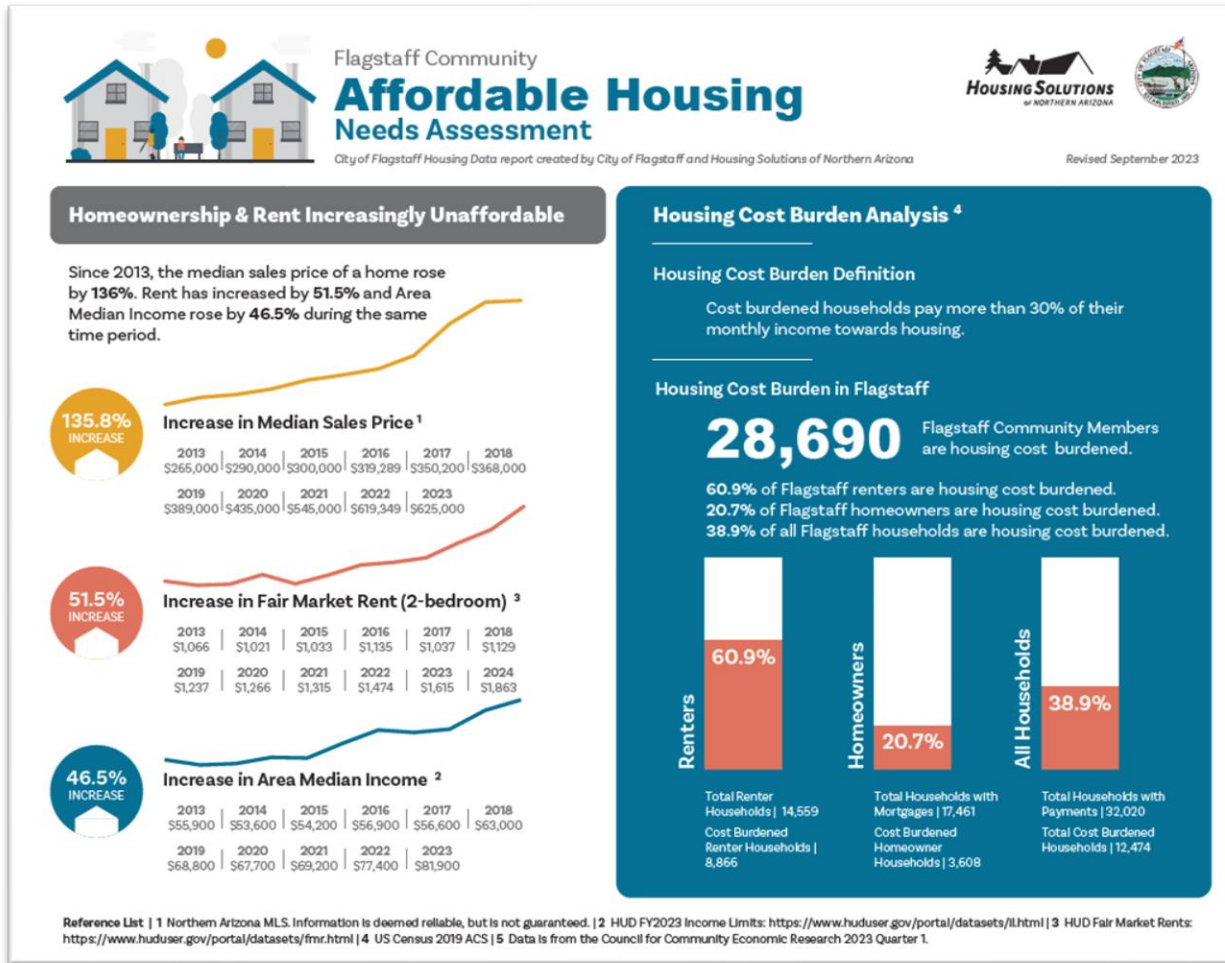 Flagstaff Community
Affordable Housing
Needs Assessment
City of Flagstaff Housing Data report created by City of Flagstaff and Housing Solutions of Northern Arizona
HOUSING SOLUTIONS
OF NORTHERN ARIZONA
Revised September 2023
Homeownership & Rent Increasingly Unaffordable
Since 2013, the median sales price of a home rose
by 136%. Rent has increased by 51.5% and Area
Median Income rose by 46.5% during the same
time period.
135.8%
INCREASE
Increase in Median Sales Price 1
2013 | 2014 | 2015 | 2016 | 2017 | 2018
$265,000 | $290,000 | $300,000 | $319,289 | $350,200 | $368,000
2019 | 2020 | 2021 | 2022 | 2023
$389,000 | $435,000 | $545,000 | $619,349 | $625,000
51.5%
INCREASE
Increase in Fair Market Rent (2-bedroom) 3
2013 | 2014 | 2015 | 2016 | 2017 | 2018
$1,066 | $1,021 | $1,033 | $1,135 | $1,037 | $1,129
2019 | 2020 | 2021 | 2022 | 2023 | 2024
$1,237 | $1,266 | $1,315 | $1,474 | $1,615 | $1,863
46.5%
INCREASE
Increase in Area Median Income 2
2013 | 2014 | 2015 | 2016 | 2017 | 2018
$55,900 | $53,600 | $54,200 | $56,900 | $56,600 | $63,000
2019 | 2020 | 2021 | 2022 | 2023
$68,800 | $67,700 | $69,200 | $77,400 | $81,900
Housing Cost Burden Analysis 4
Housing Cost Burden Definition
Cost burdened households pay more than 30% of their
monthly income towards housing.
Housing Cost Burden in Flagstaff
28,690
Flagstaff Community Members
are housing cost burdened.
60.9% of Flagstaff renters are housing cost burdened.
20.7% of Flagstaff homeowners are housing cost burdened.
38.9% of all Flagstaff households are housing cost burdened.
Renters
60.9%
Total Renter
Households | 14,559
Cost Burdened
Renter Households |
8,866
Homeowners
20.7%
Total Households with
Mortgages | 17,461
Cost Burdened
Homeowner
Households | 3,608
All Households
38.9%
Total Households with
Payments | 32,020
Total Cost Burdened
Households | 12,474
Reference List | 1 Northern Arizona MLS. Information is deemed reliable, but is not guaranteed. | 2 HUD FY2023 Income Limits: https://www.huduser.gov/portal/datasets/il.html | 3 HUD Fair Market Rents:
https://www.huduser.gov/portal/datasets/fmr.html | 4 US Census 2019 ACS | 5 Data is from the Council for Community Economic Research 2023 Quarter 1.